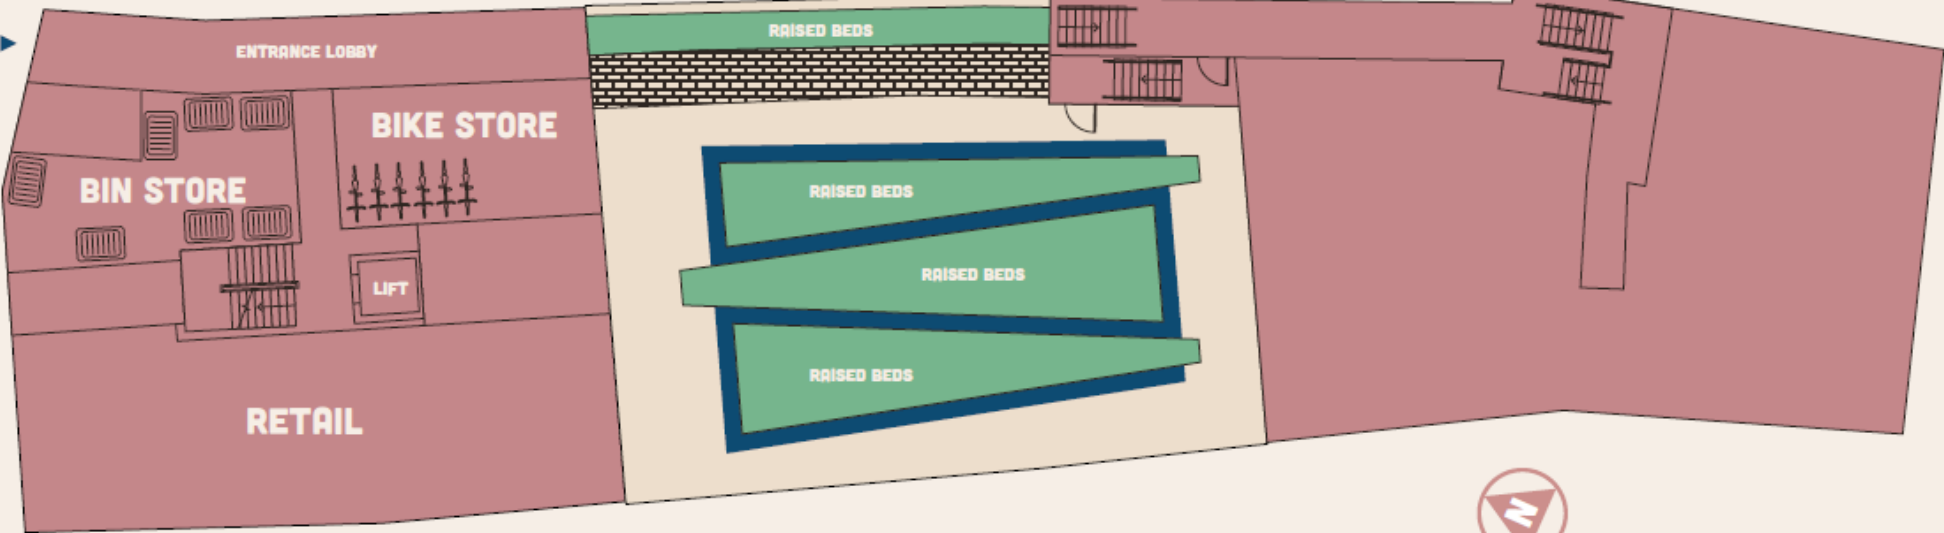 RAISED BEDS
ENTRANCE LOBBY
BIKE STORE
BIN STORE
RAISED BEDS
RAISED BEDS
LIFT
RAISED BEDS
RETAIL
N